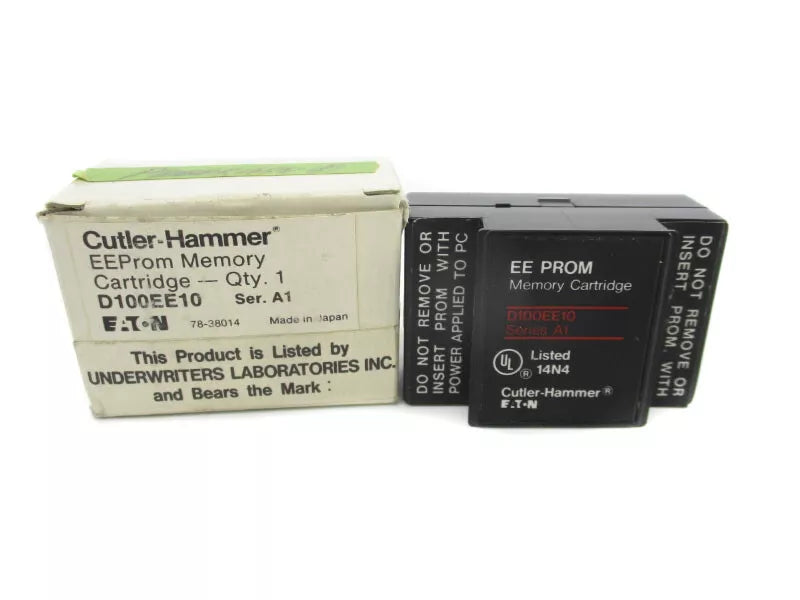 Cutler-Hammer®
EEProm Memory
Cartridge — Qty. 1
D100EE10 Ser. A1
EATON 78-38014 Made in Japan
This Product is Listed by
UNDERWRITERS LABORATORIES INC.
and Bears the Mark :
DO NOT REMOVE OR
INSERT PROM WITH
POWER APPLIED TO PC
EE PROM
Memory Cartridge
D100EE10
Series A1
UL ® Listed
14N4
Cutler-Hammer®
EATON
DO NOT REMOVE OR
INSERT PROM. WITH